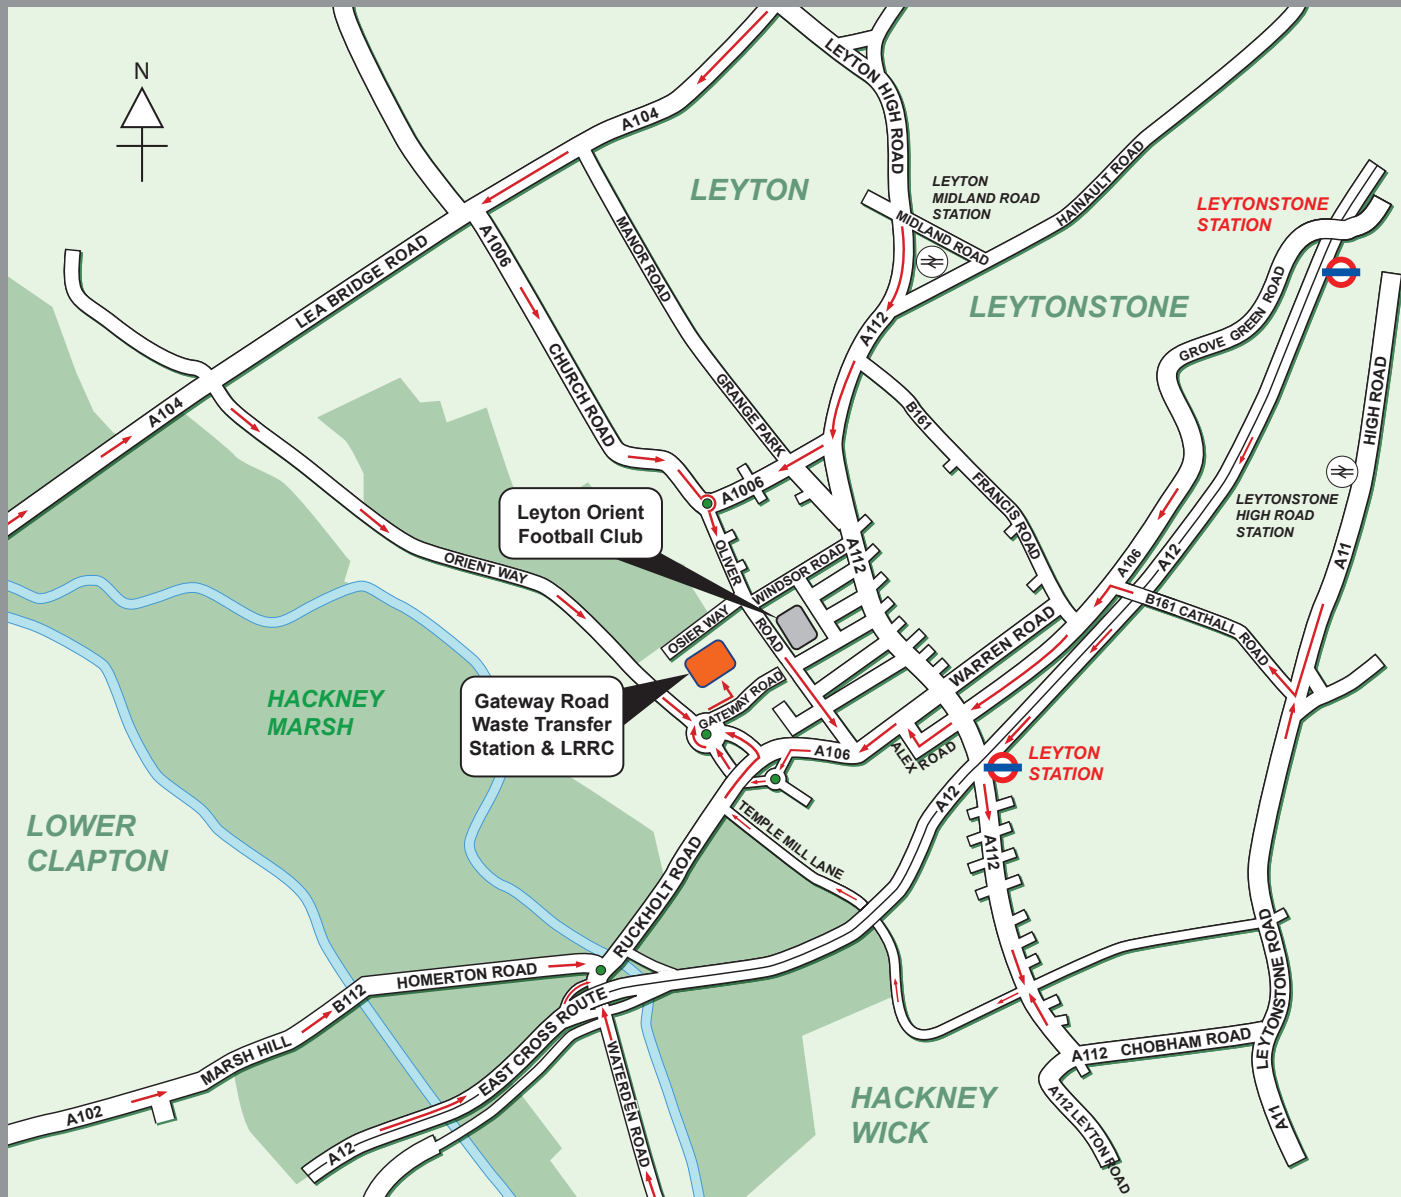 N
A104
LEYTON HIGH ROAD
LEYTON
LEYTON
MIDLAND ROAD
STATION
MIDLAND ROAD
HAINAULT ROAD
LEYTONSTONE
STATION
A1006
MANOR ROAD
LEA BRIDGE ROAD
LEYTONSTONE
A112
GROVE GREEN ROAD
CHURCH ROAD
GRANGE PARK
A104
B161
HIGH ROAD
FRANCIS ROAD
A1006
LEYTONSTONE
HIGH ROAD
STATION
Leyton Orient
Football Club
OLIVER
ROAD
A112
WINDSOR ROAD
ORIENT WAY
A106
A12
A11
B161 CATHALL ROAD
OSIER WAY
WARREN ROAD
Gateway Road
Waste Transfer
Station & LRRC
GATEWAY ROAD
HACKNEY
MARSH
A106
ALEX
ROAD
LEYTON
STATION
A12
LOWER
CLAPTON
TEMPLE MILL LANE
A112
RUCKHOLT ROAD
HOMERTON ROAD
B112
MARSH HILL
A102
EAST CROSS ROUTE
A12
WATERDEN ROAD
LEYTONSTONE ROAD
A112
CHOBHAM ROAD
HACKNEY
WICK
A112 LEYTON ROAD
A11